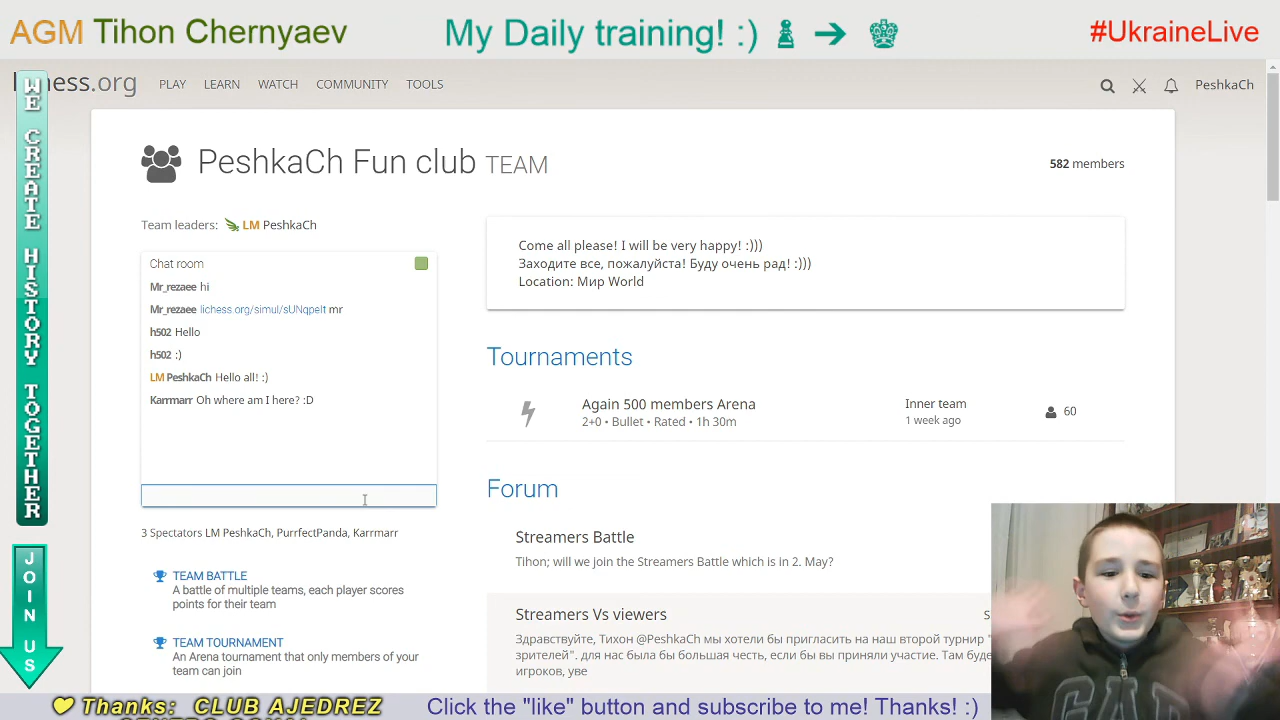 AGM Tihon Chernyaev
My Daily training! :)
#UkraineLive
lichess.org
PLAY
LEARN
WATCH
COMMUNITY
TOOLS
PeshkaCh
WE CREATE HISTORY TOGETHER
JOIN US
PeshkaCh Fun club TEAM
582 members
Team leaders: LM PeshkaCh
Chat room
Mr_rezaee hi
Mr_rezaee lichess.org/simul/sUNqpeIt mr
h502 Hello
h502 :)
LM PeshkaCh Hello all! :)
Karrmarr Oh where am I here? :D
3 Spectators LM PeshkaCh, PurrfectPanda, Karrmarr
TEAM BATTLE
A battle of multiple teams, each player scores
points for their team
TEAM TOURNAMENT
An Arena tournament that only members of your
team can join
Come all please! I will be very happy! :)))
Заходите все, пожалуйста! Буду очень рад! :)))
Location: Мир World
Tournaments
Again 500 members Arena
2+0 • Bullet • Rated • 1h 30m
Inner team
1 week ago
60
Forum
Streamers Battle
Tihon; will we join the Streamers Battle which is in 2. May?
Streamers Vs viewers
S
Здравствуйте, Тихон @PeshkaCh мы хотели бы пригласить на наш второй турнир "
зрителей". для нас была бы большая честь, если бы вы приняли участие. Там буде
игроков, уве
GAP
Thanks: CLUB AJEDREZ
Click the "like" button and subscribe to me! Thanks! :)